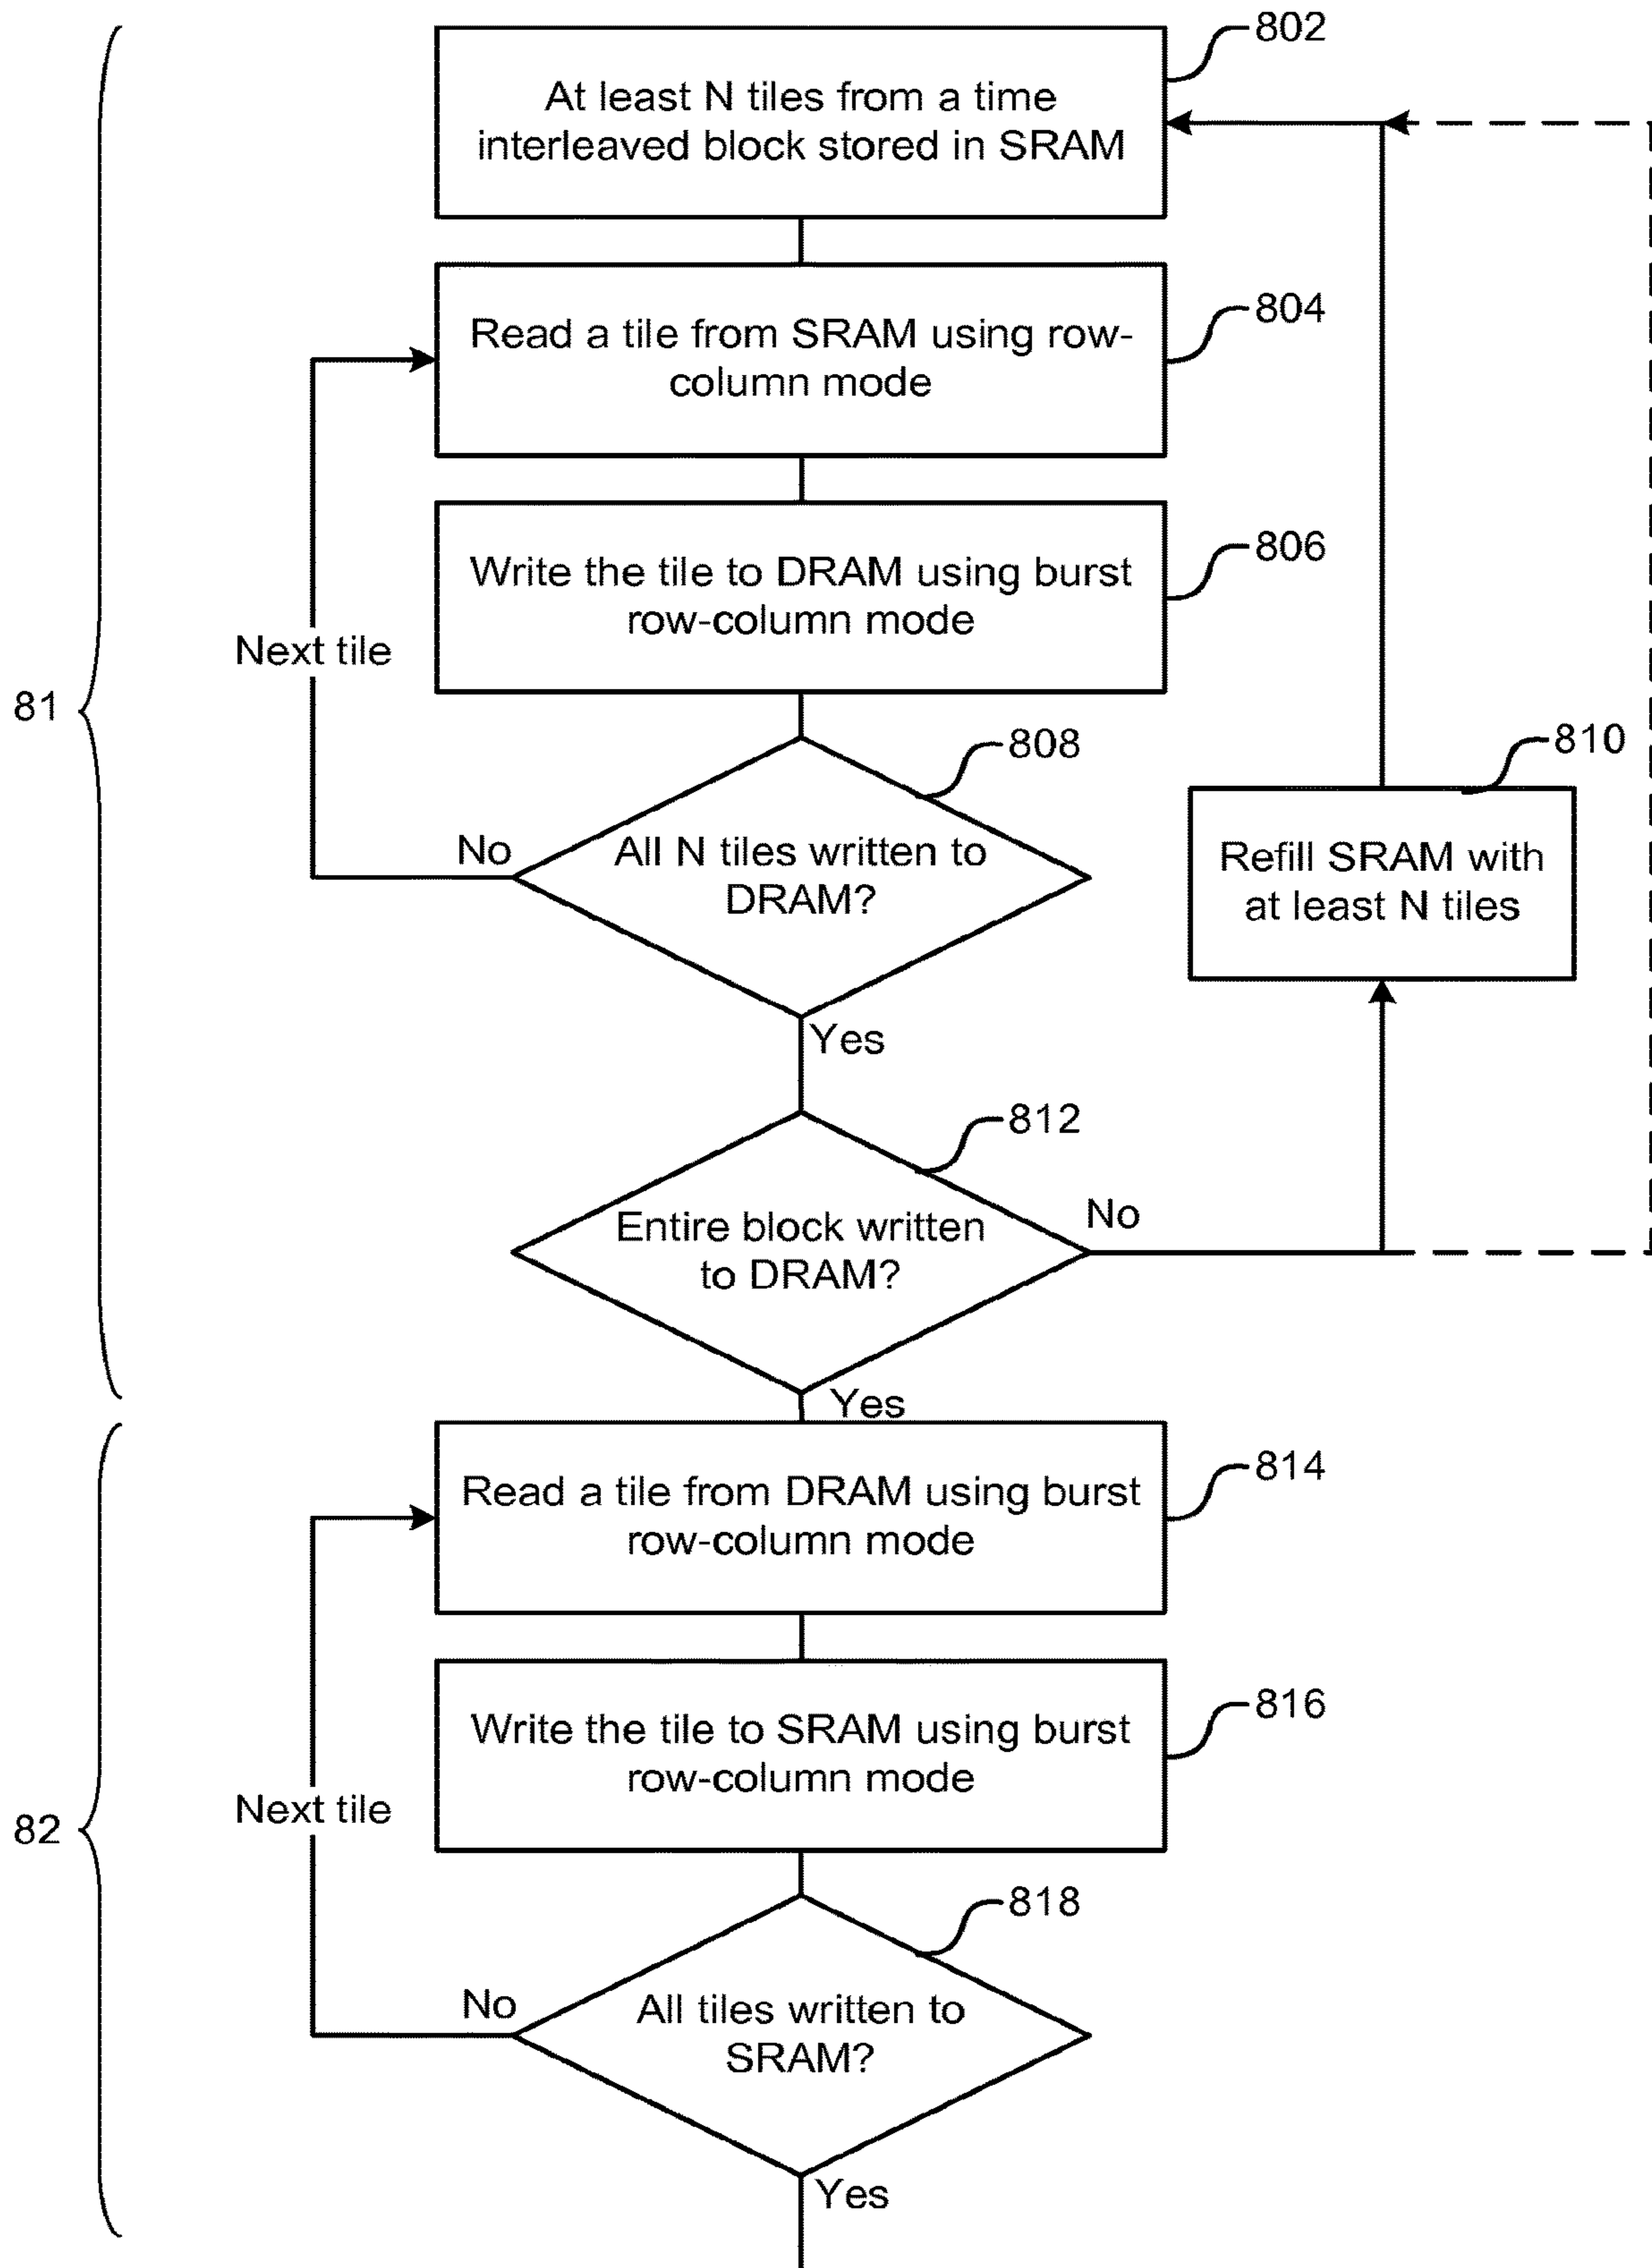 802
At least N tiles from a time
interleaved block stored in SRAM
804
Read a tile from SRAM using row-
column mode
806
Write the tile to DRAM using burst
row-column mode
Next tile
81
808
810
No
All N tiles written to
DRAM?
Refill SRAM with
at least N tiles
Yes
812
No
Entire block written
to DRAM?
Yes
814
Read a tile from DRAM using burst
row-column mode
816
Write the tile to SRAM using burst
row-column mode
Next tile
82
818
No
All tiles written to
SRAM?
Yes